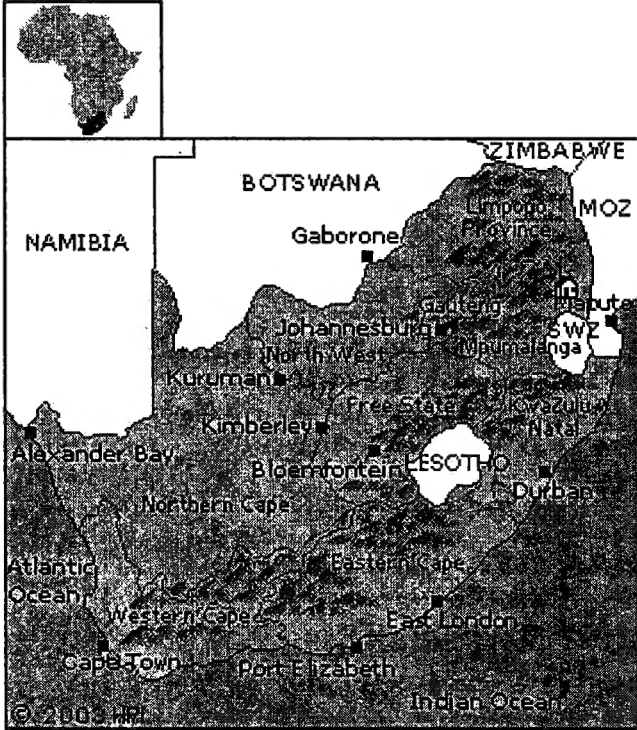 ZIMBABWE
BOTSWANA
Limpopo
Province
MOZ
NAMIBIA
Gaborone
Maputo
Gauteng
Johannesburg
SWZ
North West
Mpumalanga
Kuruman
Free State
KwaZulu
Natal
Kimberley
Alexander Bay
Bloemfontein
LESOTHO
Durban
Northern Cape
Eastern Cape
Atlantic
Ocean
Western Cape
East London
Cape Town
Port Elizabeth
Indian Ocean